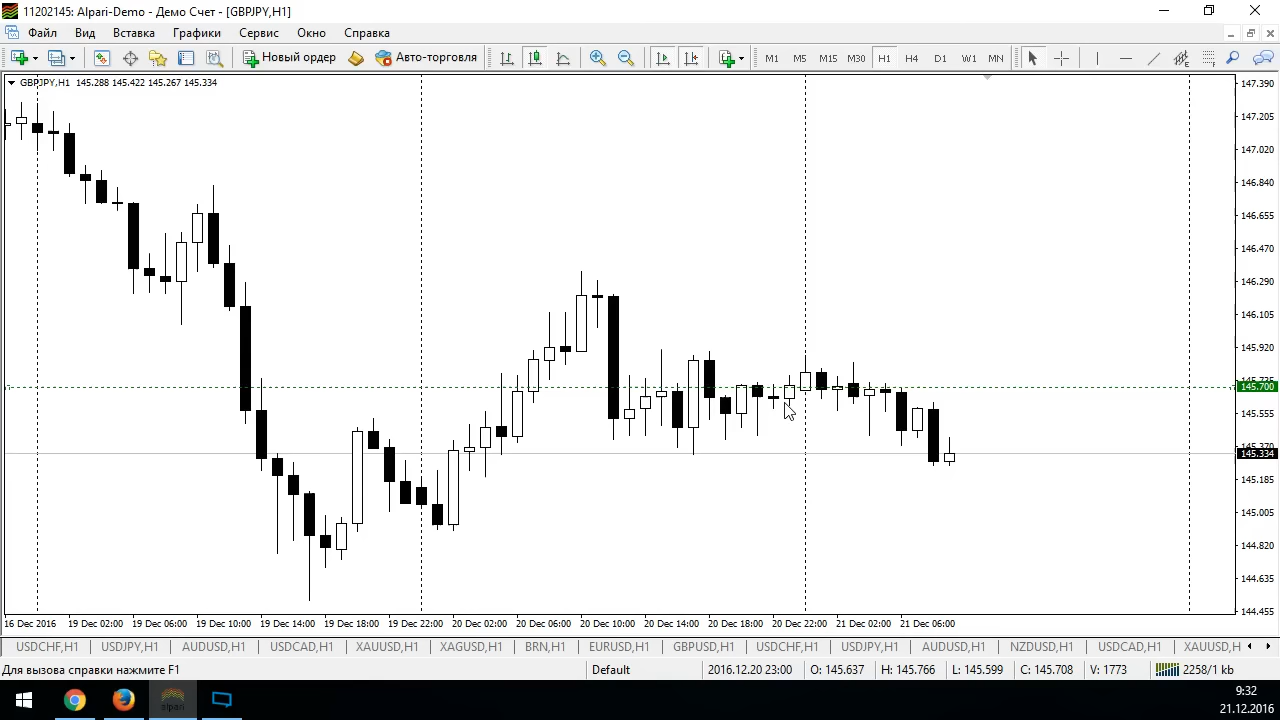 11202145: Alpari-Demo - Демо Счет - [GBPJPY,H1]
Файл Вид Вставка Графики Сервис Окно Справка
Новый ордер Авто-торговля M1 M5 M15 M30 H1 H4 D1 W1 MN
GBPJPY,H1 145.288 145.422 145.267 145.334
147.390
147.205
147.020
146.840
146.655
146.470
146.290
146.105
145.920
145.700
145.555
145.370
145.334
145.185
145.005
144.820
144.635
144.455
16 Dec 2016 19 Dec 02:00 19 Dec 06:00 19 Dec 10:00 19 Dec 14:00 19 Dec 18:00 19 Dec 22:00 20 Dec 02:00 20 Dec 06:00 20 Dec 10:00 20 Dec 14:00 20 Dec 18:00 20 Dec 22:00 21 Dec 02:00 21 Dec 06:00
USDCHF,H1 USDJPY,H1 AUDUSD,H1 USDCAD,H1 XAUUSD,H1 XAGUSD,H1 BRN,H1 EURUSD,H1 GBPUSD,H1 USDCHF,H1 USDJPY,H1 AUDUSD,H1 NZDUSD,H1 USDCAD,H1 XAUUSD,H
Для вызова справки нажмите F1 Default 2016.12.20 23:00 O: 145.637 H: 145.766 L: 145.599 C: 145.708 V: 1773 2258/1 kb
alpari
9:32
21.12.2016